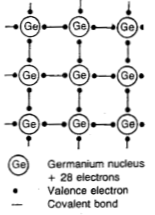 Ge Ge Ge
Ge Ge Ge
Ge Ge Ge
Ge Germanium nucleus
+ 28 electrons
Valence electron
Covalent bond